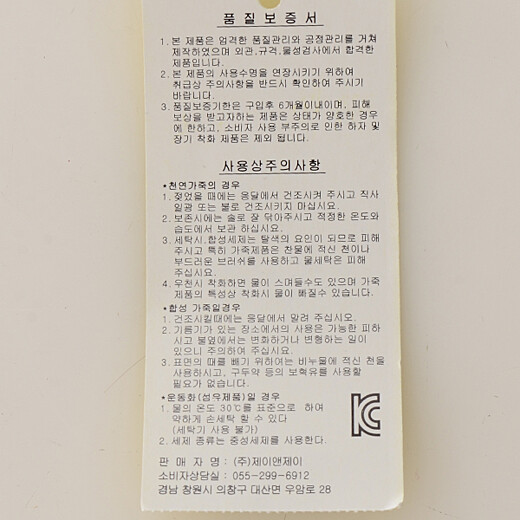 품질보증서
1. 본 제품은 엄격한 품질관리와 공정관리를 거쳐
제작하였으며 외관,규격,물성검사에서 합격한
제품입니다.
2. 본 제품의 사용수명을 연장시키기 위하여
취급상 주의사항을 반드시 확인하여 주시기
바랍니다.
3. 품질보증기한은 구입후 6개월이내이며, 피해
보상을 받고자하는 제품은 상태가 양호한 경우
에 한하고, 소비자 사용 부주의로 인한 하자 및
장기 착화 제품은 제외 됩니다.
사용상주의사항
*천연가죽의 경우
1. 젖었을 때에는 응달에서 건조시켜 주시고 직사
일광 또는 불로 건조시키지 마십시요.
2. 보존시에는 솔로 잘 닦아주시고 적정한 온도와
습도에서 보관 하십시요.
3. 세탁시,합성세제는 탈색의 요인이 되므로 피해
주시고 특히 가죽제품은 찬물에 적신 천이나
부드러운 브러쉬를 사용하고 물세탁은 피해
주십시요.
4. 우천시 착화하면 물이 스며들수도 있으며 가죽
제품의 특성상 착화시 물이 빠질수 있습니다.
*합성 가죽일경우
1. 건조시킬때에는 응달에서 말려 주십시오.
2. 기름기가 있는 장소에서의 사용은 가능한 피하
시고 불옆에서는 변화하거나 변형하는 일이
있으니 주의하여 주십시요.
3. 표면의 때를 빼기 위하여는 비눗물에 적신 천을
사용하시고, 구두약 등의 보혁유를 사용할
필요가 없습니다.
*운동화(섬유제품)일 경우
1. 물의 온도 30℃를 표준으로 하여
약하게 손세탁 할 수 있다
(세탁기 사용 불가)
2. 세제 종류는 중성세제를 사용한다.
판 매 자 명 : (주)제이앤제이
소비자상담실 : 055-299-6912
경남 창원시 의창구 대산면 우암로 28